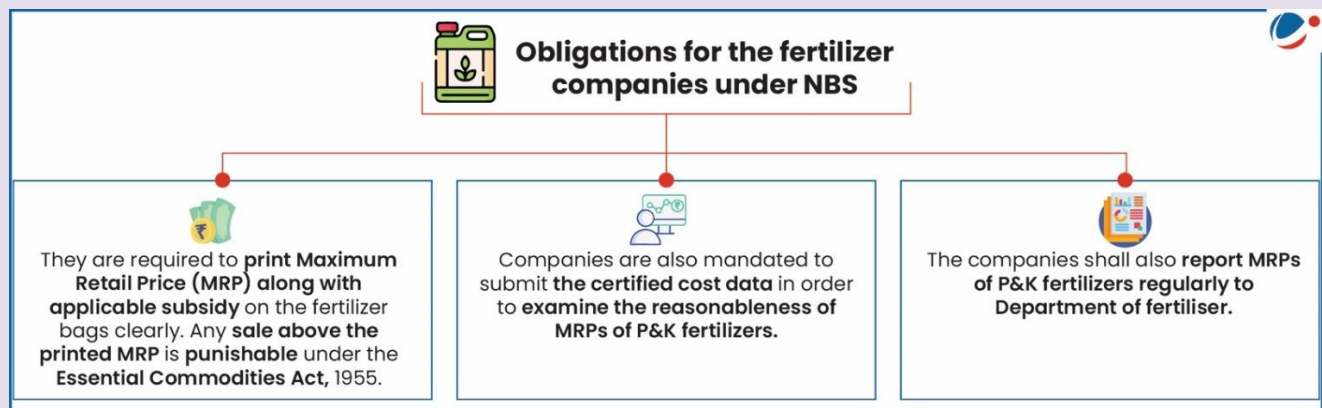 Obligations for the fertilizer
companies under NBS
They are required to print Maximum
Retail Price (MRP) along with
applicable subsidy on the fertilizer
bags clearly. Any sale above the
printed MRP is punishable under the
Essential Commodities Act, 1955.
Companies are also mandated to
submit the certified cost data in order
to examine the reasonableness of
MRPs of P&K fertilizers.
The companies shall also report MRPs
of P&K fertilizers regularly to
Department of fertiliser.